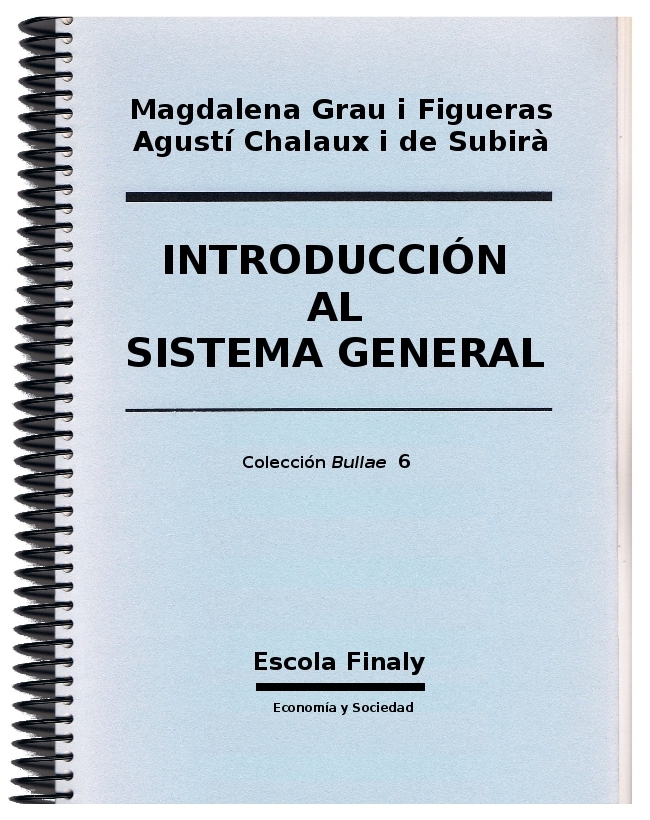 Magdalena Grau i Figueras
Agustí Chalaux i de Subirà
INTRODUCCIÓN
AL
SISTEMA GENERAL
Colección Bullae 6
Escola Finaly
Economía y Sociedad